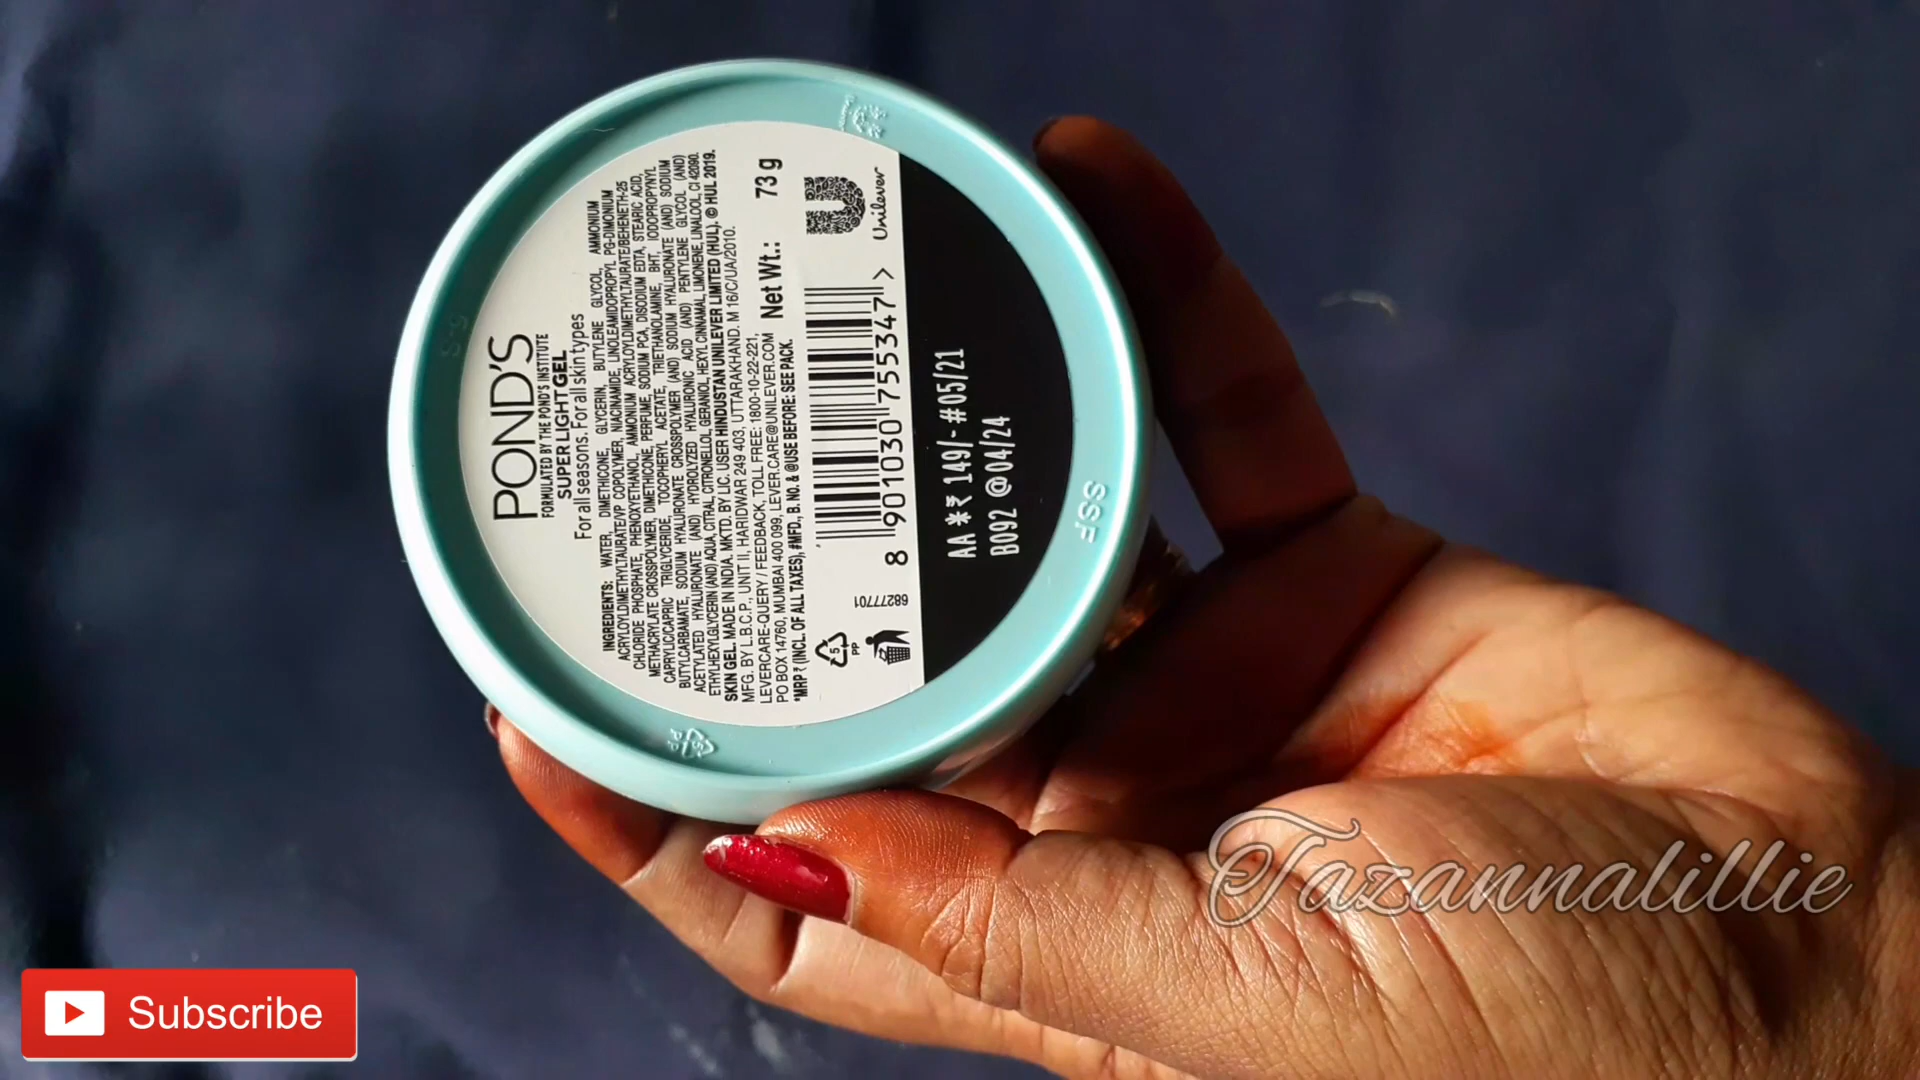 POND'S
FORMULATED BY THE POND'S INSTITUTE
SUPER LIGHT GEL
For all seasons. For all skin types
INGREDIENTS: WATER, DIMETHICONE, GLYCERIN, BUTYLENE GLYCOL, AMMONIUM
ACRYLOYLDIMETHYLTAURATE/VP COPOLYMER, NIACINAMIDE, LINOLEAMIDOPROPYL PG-DIMONIUM
CHLORIDE PHOSPHATE, PHENOXYETHANOL, AMMONIUM ACRYLOYLDIMETHYLTAURATE/BEHENETH-25
METHACRYLATE CROSSPOLYMER, DIMETHICONE, PERFUME, SODIUM PCA, DISODIUM EDTA, STEARIC ACID,
CAPRYLIC/CAPRIC TRIGLYCERIDE, TOCOPHERYL ACETATE, TRIETHANOLAMINE, BHT, IODOPROPYNYL
BUTYLCARBAMATE, SODIUM HYALURONATE CROSSPOLYMER (AND) SODIUM HYALURONATE (AND) SODIUM
ACETYLATED HYALURONATE (AND) HYDROLYZED HYALURONIC ACID (AND) PENTYLENE GLYCOL (AND)
ETHYLHEXYLGLYCERIN (AND) AQUA, CITRAL, CITRONELLOL, GERANIOL, HEXYL CINNAMAL, LIMONENE, LINALOOL, CI 42090.
SKIN GEL. MADE IN INDIA. MKTD. BY LIC. USER HINDUSTAN UNILEVER LIMITED (HUL). © HUL 2019.
MFG. BY L.B.C.P., UNIT II, HARIDWAR 249 403, UTTARAKHAND. M 16/C/UA/2010.
LEVERCARE-QUERY / FEEDBACK, TOLL FREE: 1800-10-22-221,
PO BOX 14760, MUMBAI 400 099, LEVER.CARE@UNILEVER.COM
*MRP ₹ (INCL. OF ALL TAXES), #MFD., B. NO. & @USE BEFORE: SEE PACK.
Net Wt.: 73 g
Unilever
5
PP
68277701
8 901030 755347 >
AA *₹ 149/- #05/21
B092 @04/24
SSF
5
PP
Tazannalillie
Subscribe